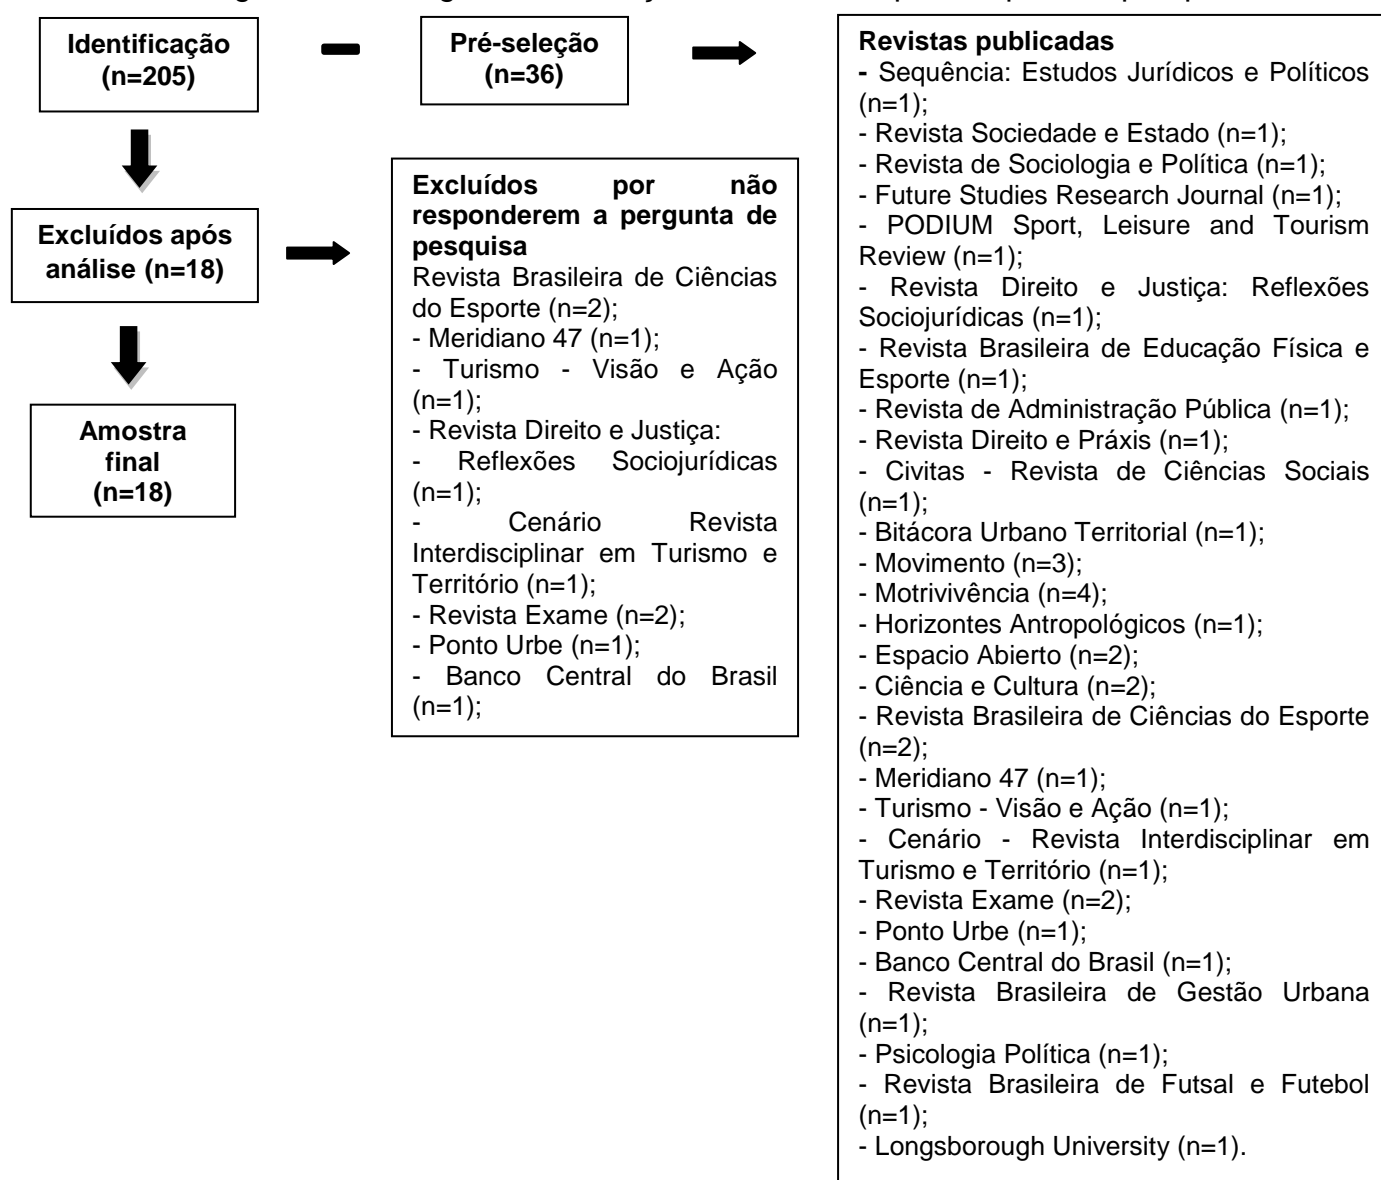 Identificação
(n=205)
Pré-seleção
(n=36)
Excluídos após
análise (n=18)
Amostra
final
(n=18)
Excluídos por não
responderem a pergunta de
pesquisa
Revista Brasileira de Ciências
do Esporte (n=2);
- Meridiano 47 (n=1);
- Turismo - Visão e Ação
(n=1);
- Revista Direito e Justiça:
- Reflexões Sociojurídicas
(n=1);
- Cenário Revista
Interdisciplinar em Turismo e
Território (n=1);
- Revista Exame (n=2);
- Ponto Urbe (n=1);
- Banco Central do Brasil
(n=1);
Revistas publicadas
- Sequência: Estudos Jurídicos e Políticos
(n=1);
- Revista Sociedade e Estado (n=1);
- Revista de Sociologia e Política (n=1);
- Future Studies Research Journal (n=1);
- PODIUM Sport, Leisure and Tourism
Review (n=1);
- Revista Direito e Justiça: Reflexões
Sociojurídicas (n=1);
- Revista Brasileira de Educação Física e
Esporte (n=1);
- Revista de Administração Pública (n=1);
- Revista Direito e Práxis (n=1);
- Civitas - Revista de Ciências Sociais
(n=1);
- Bitácora Urbano Territorial (n=1);
- Movimento (n=3);
- Motrivivência (n=4);
- Horizontes Antropológicos (n=1);
- Espacio Abierto (n=2);
- Ciência e Cultura (n=2);
- Revista Brasileira de Ciências do Esporte
(n=2);
- Meridiano 47 (n=1);
- Turismo - Visão e Ação (n=1);
- Cenário - Revista Interdisciplinar em
Turismo e Território (n=1);
- Revista Exame (n=2);
- Ponto Urbe (n=1);
- Banco Central do Brasil (n=1);
- Revista Brasileira de Gestão Urbana
(n=1);
- Psicologia Política (n=1);
- Revista Brasileira de Futsal e Futebol
(n=1);
- Longsborough University (n=1).